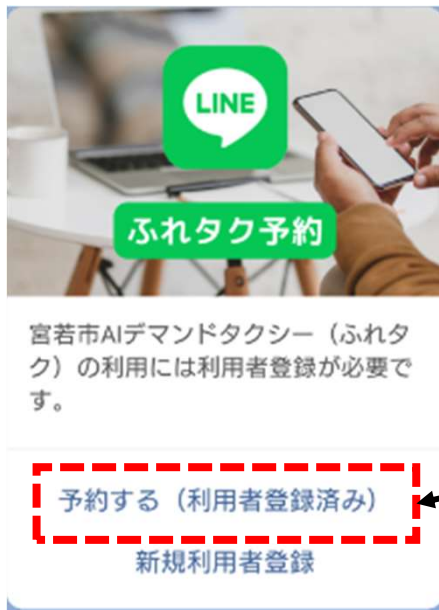 LINE
ふれタク予約
宮若市AIデマンドタクシー（ふれタ
ク）の利用には利用者登録が必要で
す。
予約する（利用者登録済み）
新規利用者登録